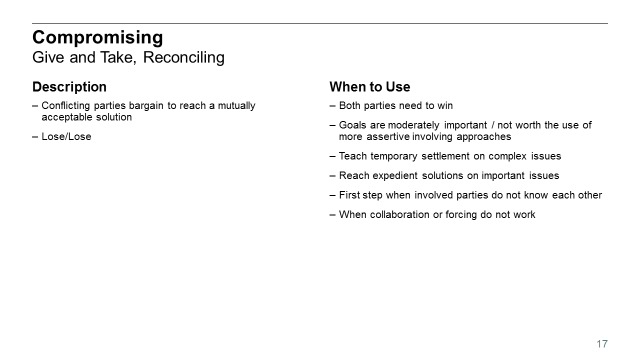 Compromising
Give and Take, Reconciling
Description
– Conflicting parties bargain to reach a mutually
acceptable solution
– Lose/Lose
When to Use
– Both parties need to win
– Goals are moderately important / not worth the use of
more assertive involving approaches
– Teach temporary settlement on complex issues
– Reach expedient solutions on important issues
– First step when involved parties do not know each other
– When collaboration or forcing do not work
17